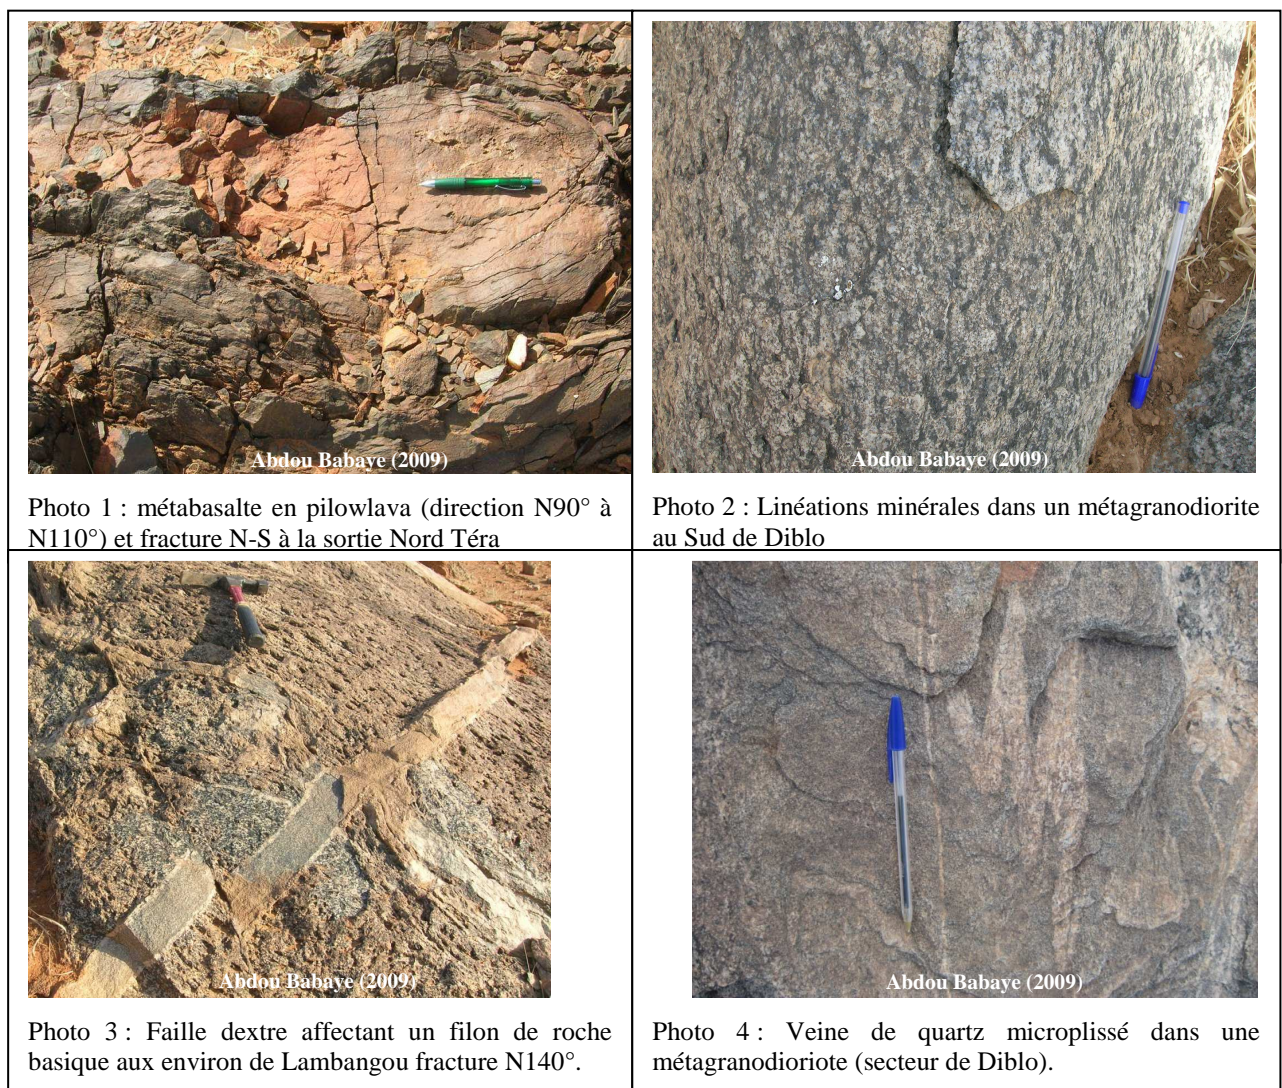 Abdou Babaye (2009)
Photo 1 : métabasalte en pilowlava (direction N90° à
N110°) et fracture N-S à la sortie Nord Téra
Abdou Babaye (2009)
Photo 2 : Linéations minérales dans un métagranodiorite
au Sud de Diblo
Abdou Babaye (2009)
Photo 3 : Faille dextre affectant un filon de roche
basique aux environ de Lambangou fracture N140°.
Abdou Babaye (2009)
Photo 4 : Veine de quartz microplissé dans une
métagranodioriote (secteur de Diblo).